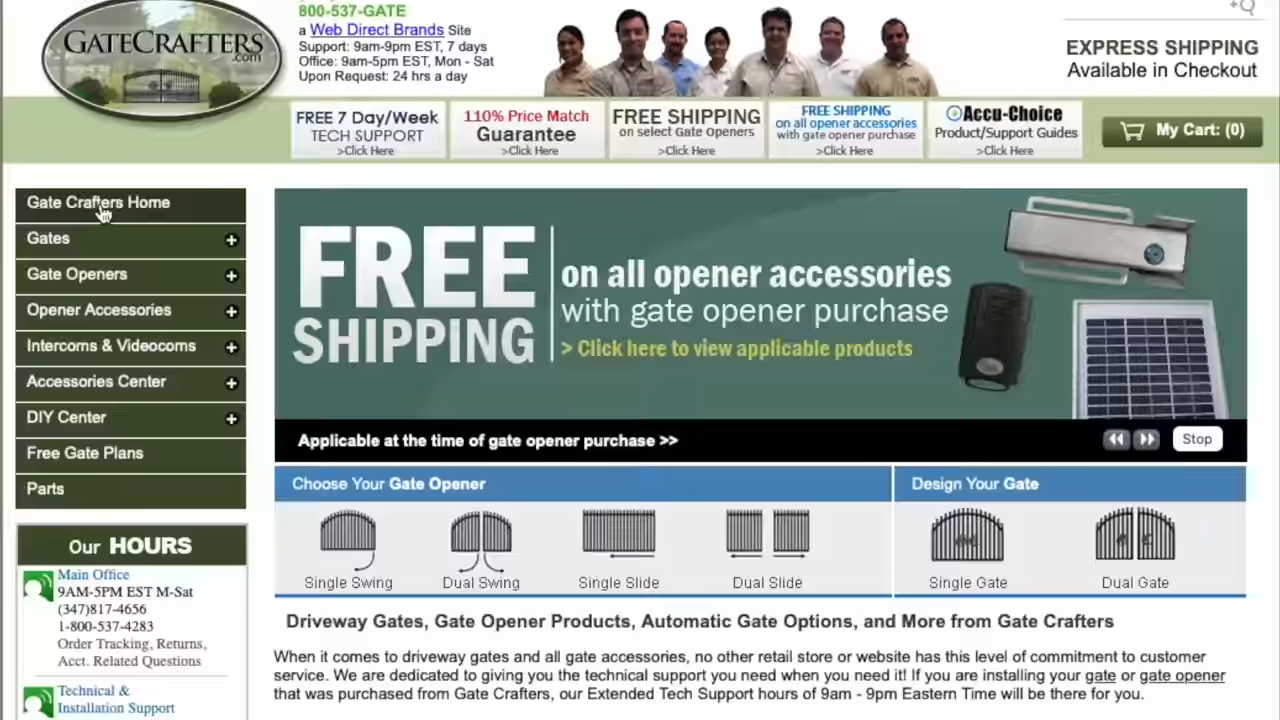 GATECRAFTERS
.com
800-537-GATE
a Web Direct Brands Site
Support: 9am-9pm EST, 7 days
Office: 9am-5pm EST, Mon - Sat
Upon Request: 24 hrs a day
EXPRESS SHIPPING
Available in Checkout
FREE 7 Day/Week
TECH SUPPORT
>Click Here
110% Price Match
Guarantee
>Click Here
FREE SHIPPING
on select Gate Openers
>Click Here
FREE SHIPPING
on all opener accessories
with gate opener purchase
>Click Here
Accu-Choice
Product/Support Guides
>Click Here
My Cart: (0)
Gate Crafters Home
Gates
Gate Openers
Opener Accessories
Intercoms & Videocoms
Accessories Center
DIY Center
Free Gate Plans
Parts
FREE
SHIPPING
on all opener accessories
with gate opener purchase
> Click here to view applicable products
Applicable at the time of gate opener purchase >>
Stop
Choose Your Gate Opener
Single Swing
Dual Swing
Single Slide
Dual Slide
Design Your Gate
Single Gate
Dual Gate
Our HOURS
Main Office
9AM-5PM EST M-Sat
(347)817-4656
1-800-537-4283
Order Tracking, Returns,
Acct. Related Questions
Technical &
Installation Support
Driveway Gates, Gate Opener Products, Automatic Gate Options, and More from Gate Crafters
When it comes to driveway gates and all gate accessories, no other retail store or website has this level of commitment to customer
service. We are dedicated to giving you the technical support you need when you need it! If you are installing your gate or gate opener
that was purchased from Gate Crafters, our Extended Tech Support hours of 9am - 9pm Eastern Time will be there for you.